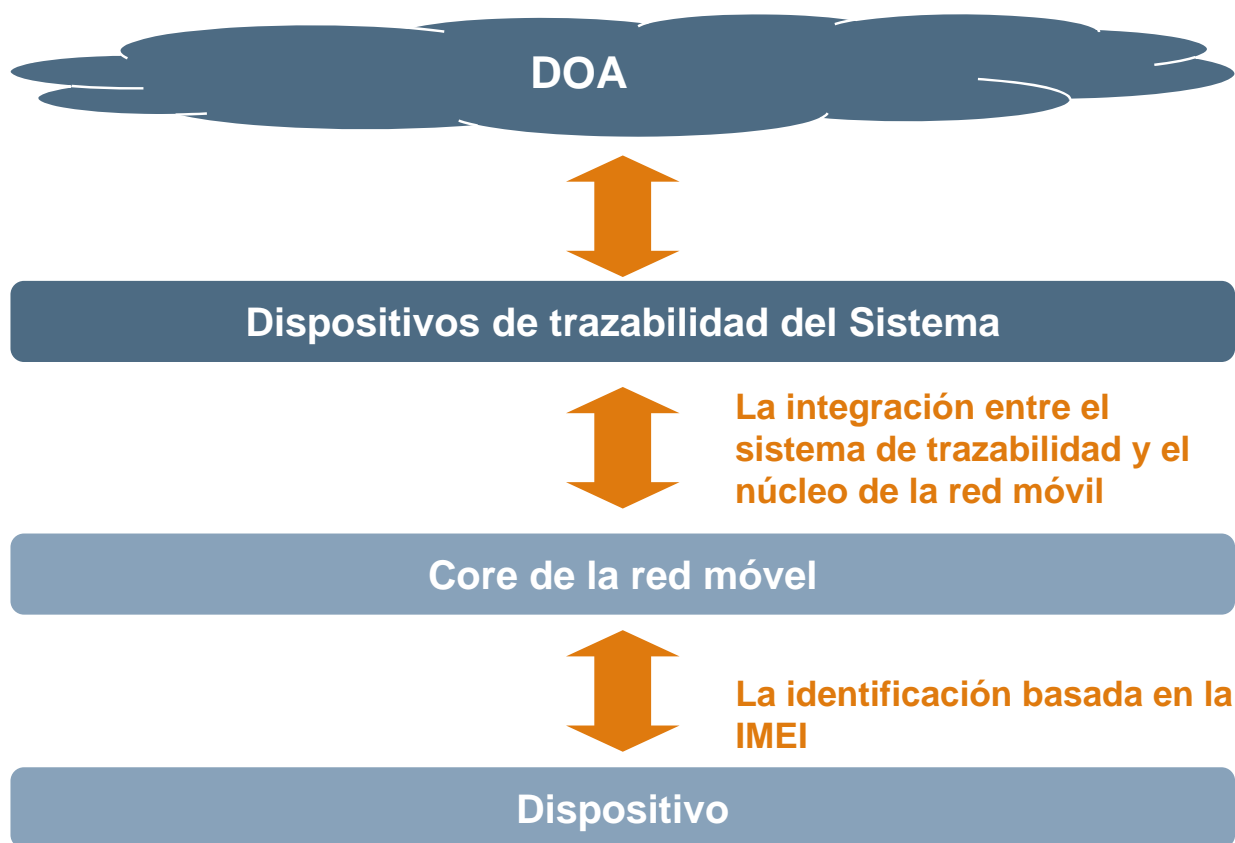 DOA
Dispositivos de trazabilidad del Sistema
La integración entre el
sistema de trazabilidad y el
núcleo de la red móvil
Core de la red móvel
La identificación basada en la
IMEI
Dispositivo